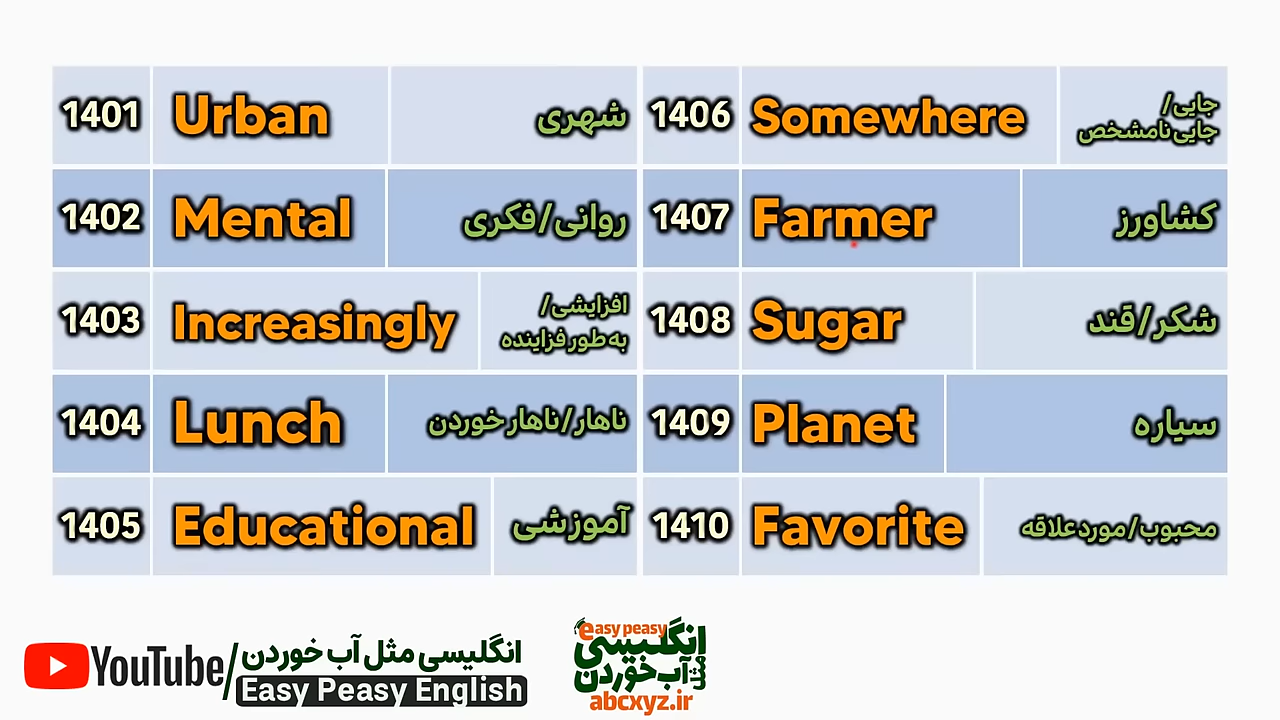 1401 Urban شهری
1402 Mental روانی/فکری
1403 Increasingly افزایشی/
به‌طور فزاینده
1404 Lunch ناهار/ناهار خوردن
1405 Educational آموزشی
1406 Somewhere جایی/
جایی نامشخص
1407 Farmer کشاورز
1408 Sugar شکر/قند
1409 Planet سیاره
1410 Favorite محبوب/مورد علاقه
YouTube/انگلیسی مثل آب خوردن
Easy Peasy English
easy peasy
انگلیسی
مثل آب خوردن
abcxyz.ir